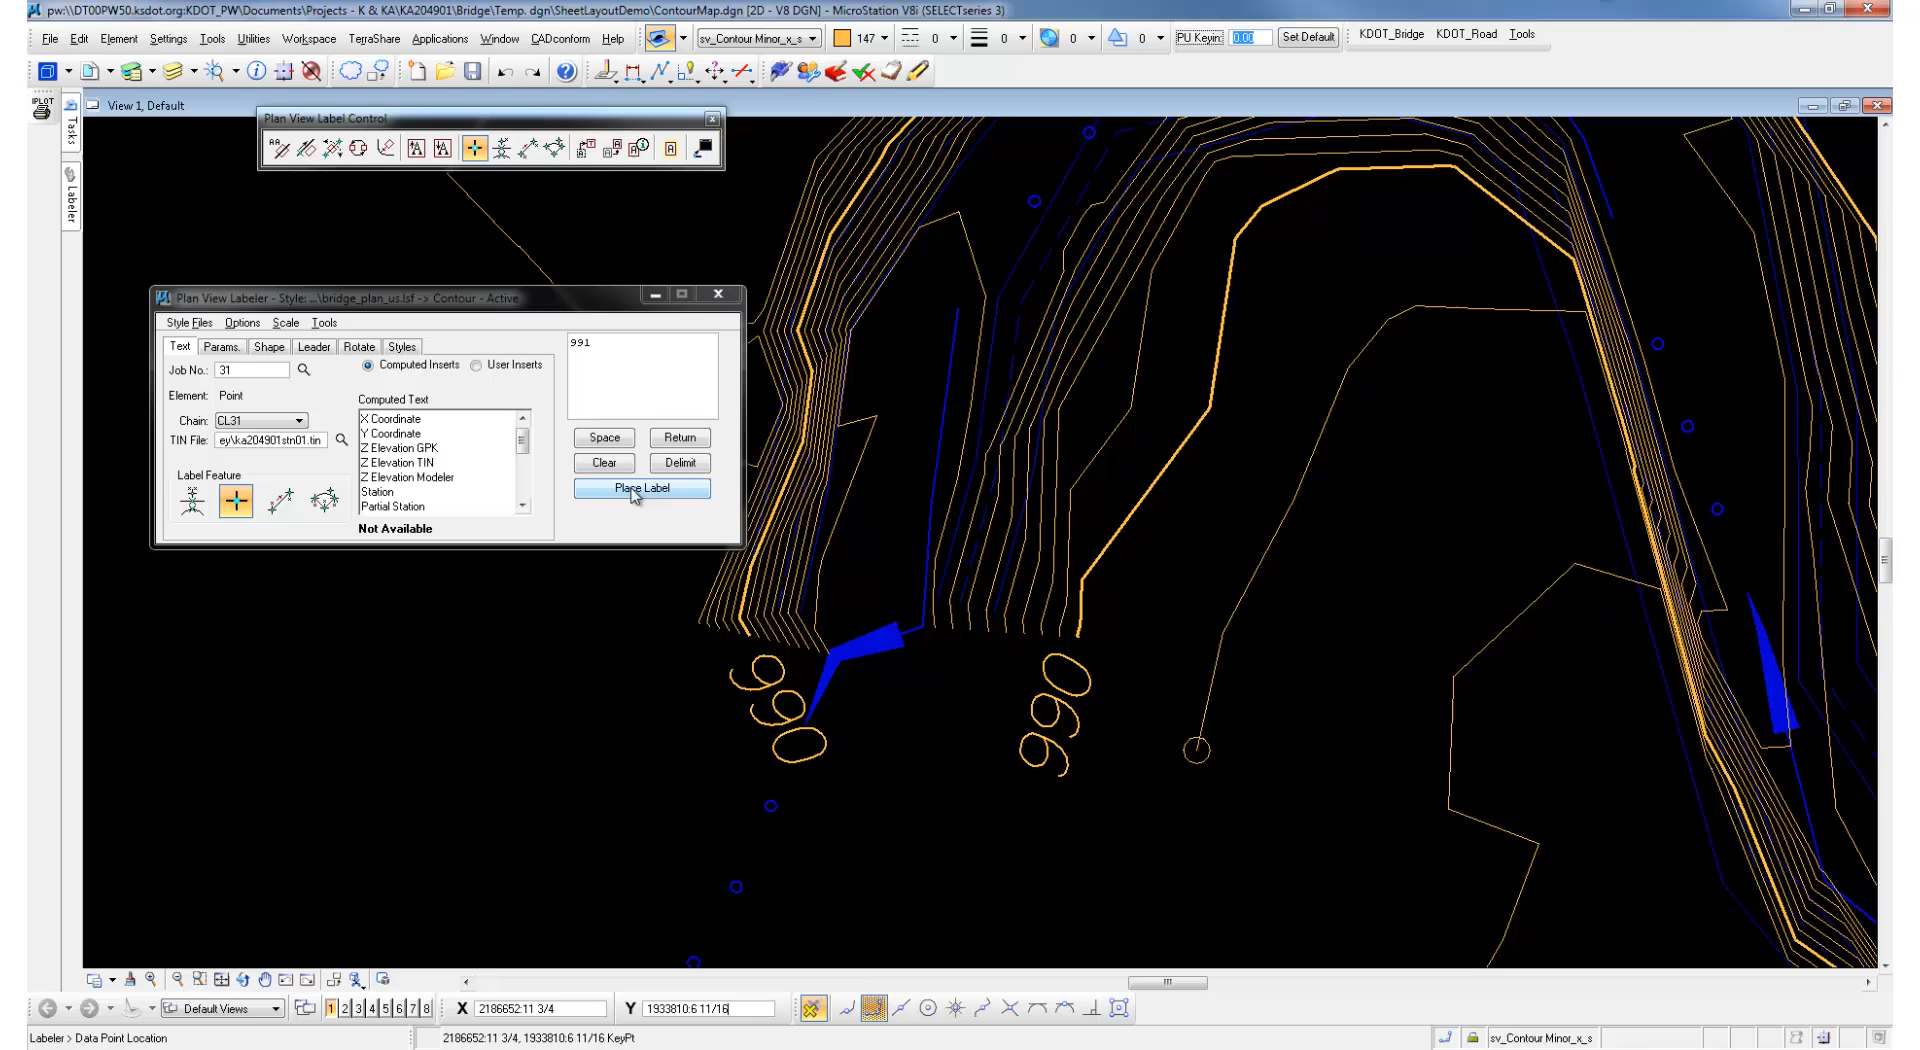 pw:\\DT00PW50.ksdot.org:KDOT_PW\Documents\Projects - K & KA\KA204901\Bridge\Temp. dgn\SheetLayoutDemo\ContourMap.dgn [2D - V8 DGN] - MicroStation V8i (SELECTseries 3)
File Edit Element Settings Tools Utilities Workspace TerraShare Applications Window CADconform Help
sv_Contour Minor_x_s 147 0 0 0 0 PU Keyin: 0.00 Set Default KDOT_Bridge KDOT_Road Tools
IPLOT
Tasks
Labeler
View 1, Default
Plan View Label Control
Plan View Labeler - Style: ...\bridge_plan_us.lsf -> Contour - Active
Style Files Options Scale Tools
Text Params. Shape Leader Rotate Styles
Job No.: 31
Computed Inserts User Inserts
991
Element: Point
Computed Text
Chain: CL31
TIN File: ey\ka204901stn01.tin
Label Feature
X Coordinate
Y Coordinate
Z Elevation GPK
Z Elevation TIN
Z Elevation Modeler
Station
Partial Station
Not Available
Space Return
Clear Delimit
Place Label
990
990
Default Views 1 2 3 4 5 6 7 8 X 2186652:11 3/4 Y 1933810:6 11/16
Labeler > Data Point Location
2186652:11 3/4, 1933810:6 11/16 KeyPt
sv_Contour Minor_x_s